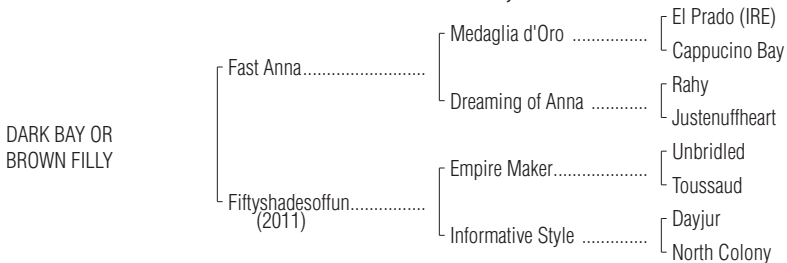 El Prado (IRE)
Medaglia d'Oro ................
Cappucino Bay
Fast Anna..........................
Rahy
Dreaming of Anna ............
Justenuffheart
DARK BAY OR
BROWN FILLY
Unbridled
Empire Maker....................
Toussaud
Fiftyshadesoffun................
(2011)
Dayjur
Informative Style ..............
North Colony